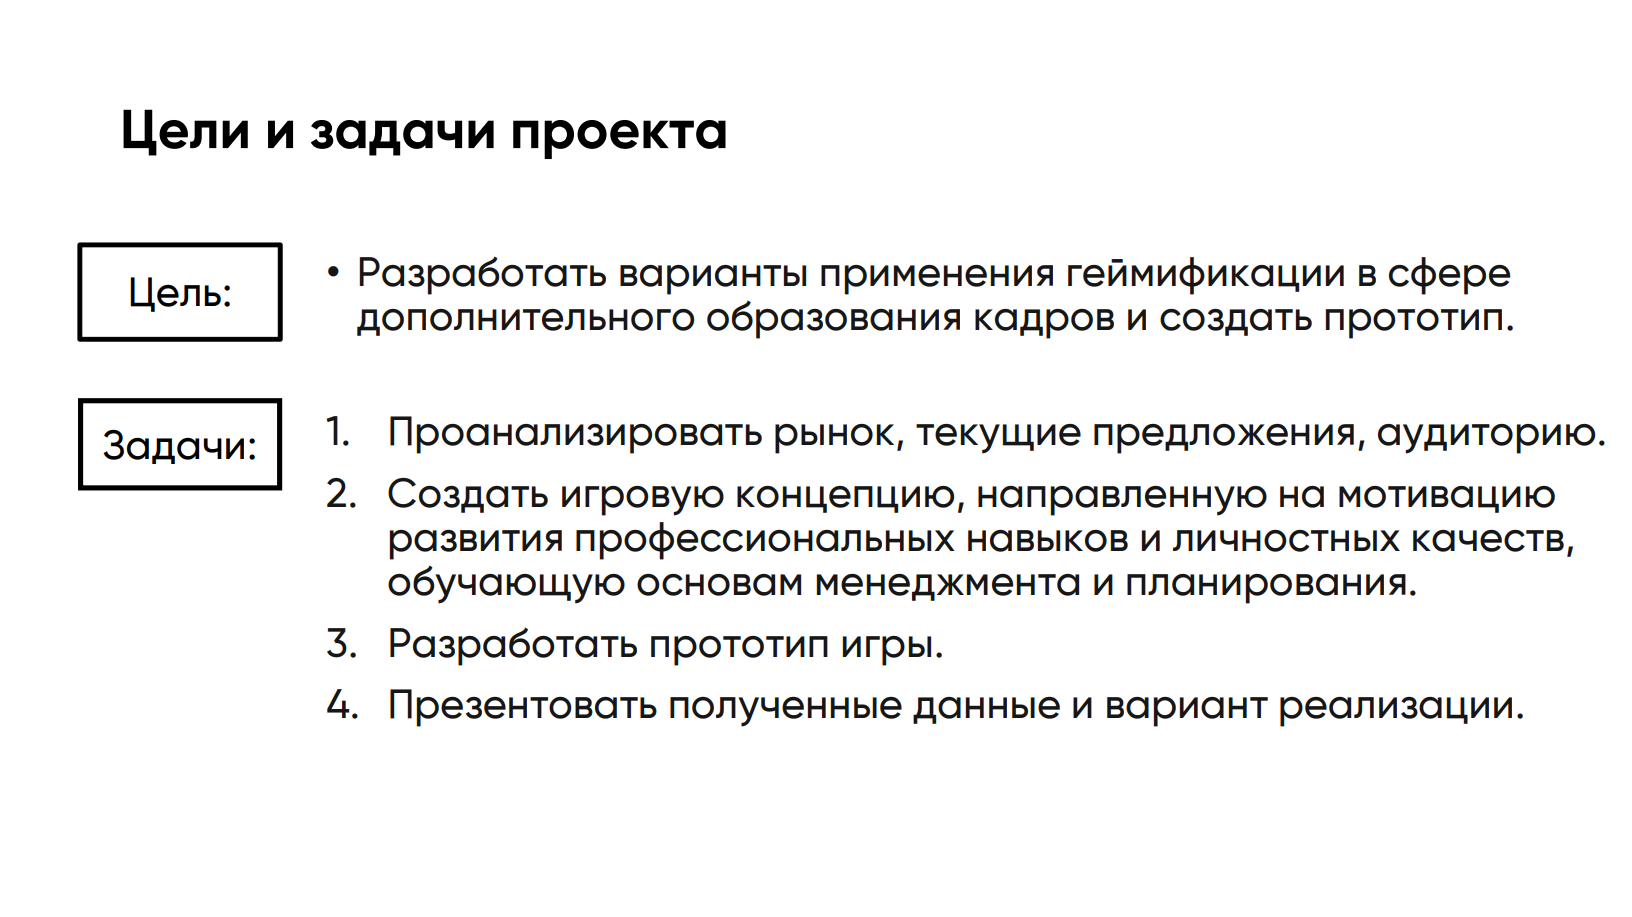 Цели и задачи проекта
Цель:
• Разработать варианты применения геймификации в сфере
дополнительного образования кадров и создать прототип.
Задачи:
1. Проанализировать рынок, текущие предложения, аудиторию.
2. Создать игровую концепцию, направленную на мотивацию
развития профессиональных навыков и личностных качеств,
обучающую основам менеджмента и планирования.
3. Разработать прототип игры.
4. Презентовать полученные данные и вариант реализации.